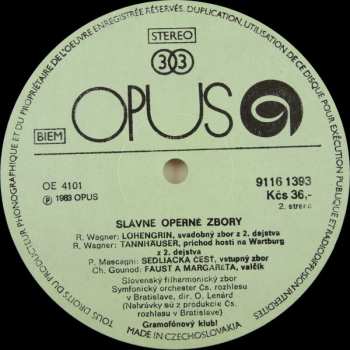 TOUS DROITS DU PRODUCTEUR PHONOGRAPHIQUE ET DU PROPRIÉTAIRE DE L'OEUVRE ENREGISTRÉE RÉSERVÉS. DUPLICATION, UTILISATION DE CE DISQUE POUR EXÉCUTION PUBLIQUE ET RADIODIFFUSION INTERDITES
STEREO
33
OPUS
BIEM
OE 4101
℗ 1983 OPUS
9116 1393
Kčs 36,-
2. strana
SLÁVNE OPERNÉ ZBORY
R. Wagner: LOHENGRIN, svadobný zbor z 2. dejstva
R. Wagner: TANNHÄUSER, príchod hostí na Wartburg
z 2. dejstva
P. Mascagni: SEDLIACKA ČESŤ, vstupný zbor
Ch. Gounod: FAUST A MARGARÉTA, valčík
Slovenský filharmonický zbor
Symfonický orchester Čs. rozhlasu
v Bratislave, dir. O. Lenárd
(Nahrávky sú z produkcie Čs.
rozhlasu v Bratislave)
Gramofónový klub!
MADE IN CZECHOSLOVAKIA